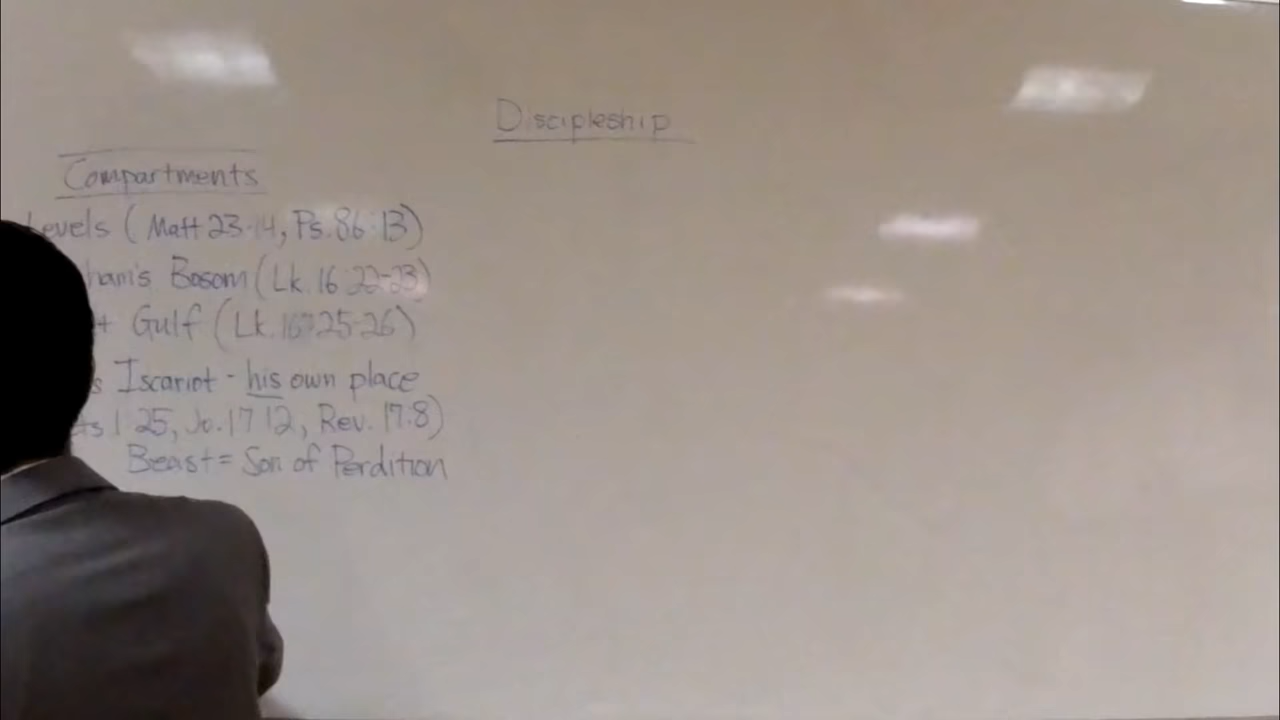 Discipleship
Compartments
Levels (Matt 23:14, Ps. 86:13)
ham's Bosom (Lk. 16:22-23)
+ Gulf (Lk. 16:25-26)
s Iscariot - his own place
ts 1:25, Jo. 17:12, Rev. 17:8)
Beast = Son of Perdition